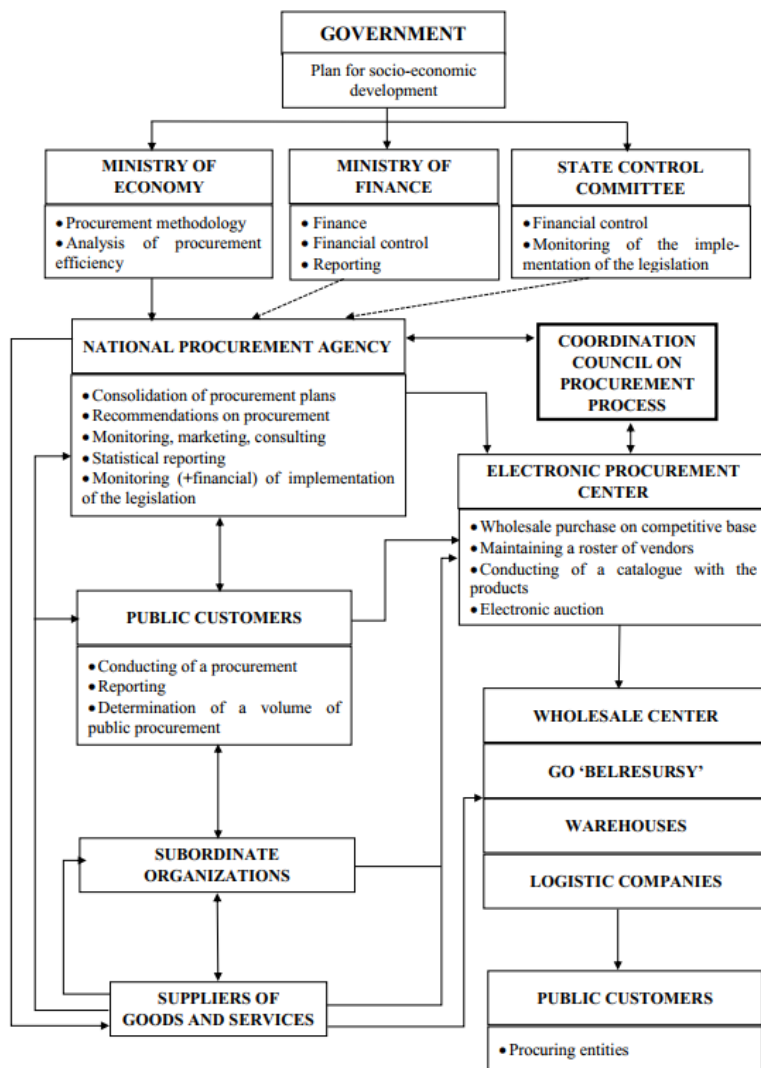 GOVERNMENT
Plan for socio-economic
development
MINISTRY OF
ECONOMY
• Procurement methodology
• Analysis of procurement
efficiency
MINISTRY OF
FINANCE
• Finance
• Financial control
• Reporting
STATE CONTROL
COMMITTEE
• Financial control
• Monitoring of the imple-
mentation of the legislation
NATIONAL PROCUREMENT AGENCY
• Consolidation of procurement plans
• Recommendations on procurement
• Monitoring, marketing, consulting
• Statistical reporting
• Monitoring (+financial) of implementation
of the legislation
COORDINATION
COUNCIL ON
PROCUREMENT
PROCESS
ELECTRONIC PROCUREMENT
CENTER
• Wholesale purchase on competitive base
• Maintaining a roster of vendors
• Conducting of a catalogue with the
products
• Electronic auction
PUBLIC CUSTOMERS
• Conducting of a procurement
• Reporting
• Determination of a volume of
public procurement
WHOLESALE CENTER
GO ‘BELRESURSY’
WAREHOUSES
LOGISTIC COMPANIES
SUBORDINATE
ORGANIZATIONS
SUPPLIERS OF
GOODS AND SERVICES
PUBLIC CUSTOMERS
• Procuring entities